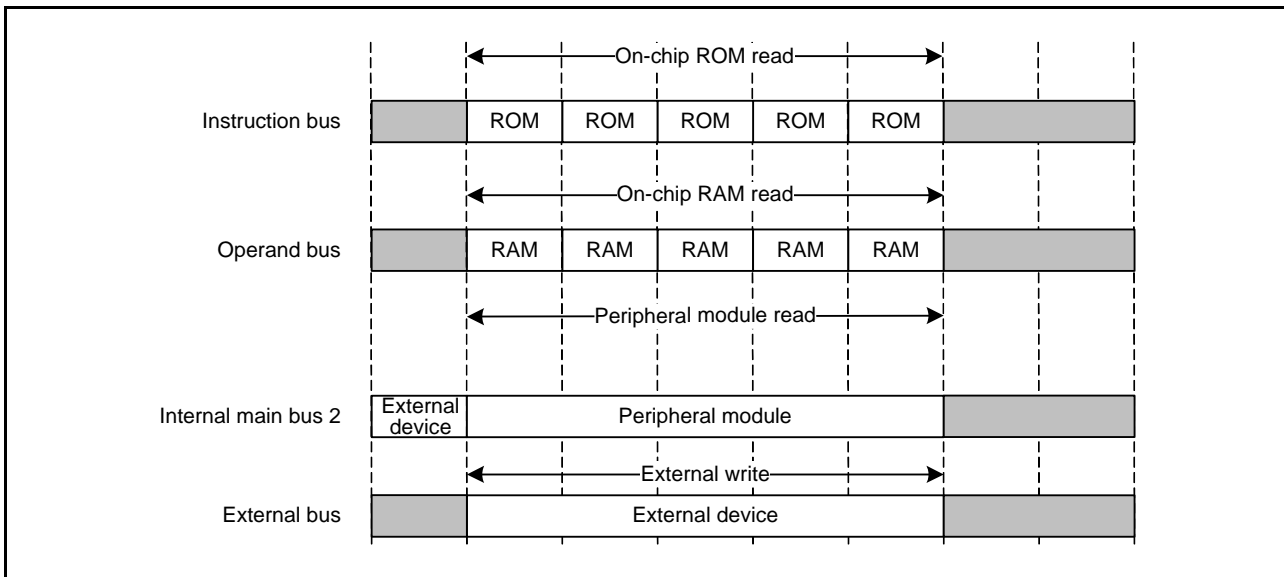 On-chip ROM read
Instruction bus ROM ROM ROM ROM ROM
On-chip RAM read
Operand bus RAM RAM RAM RAM RAM
Peripheral module read
Internal main bus 2 External device Peripheral module
External write
External bus External device